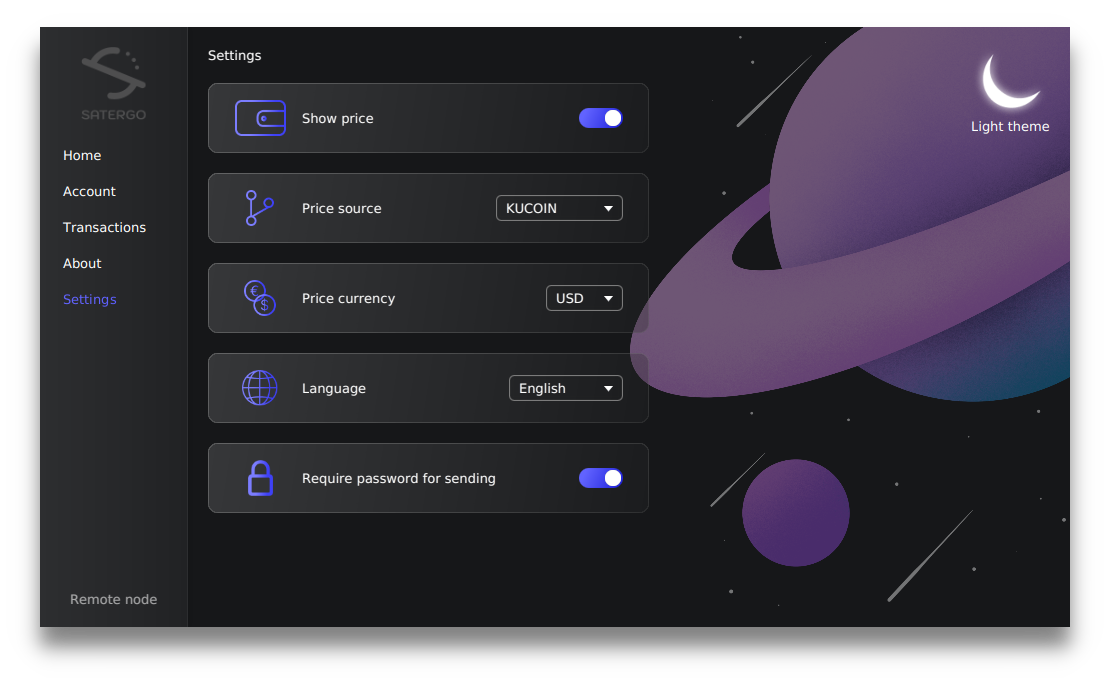 SATERGO
Home
Account
Transactions
About
Settings
Remote node
Settings
Show price
Price source
KUCOIN
Price currency
USD
Language
English
Require password for sending
Light theme